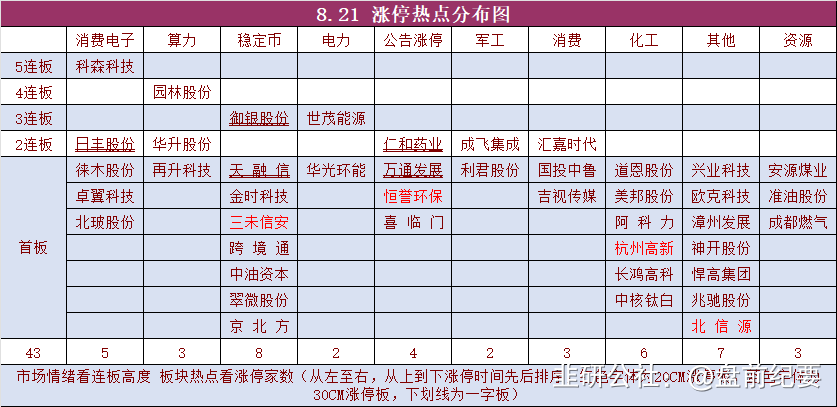 8.21 涨停热点分布图
消费电子 算力 稳定币 电力 公告涨停 军工 消费 化工 其他 资源
5连板 科森科技
4连板 园林股份
3连板 御银股份 世茂能源
2连板 日丰股份 华升股份 仁和药业 成飞集成 汇嘉时代
首板 徕木股份 再升科技 天融信 华光环能 万通发展 利君股份 国投中鲁 道恩股份 兴业科技 安源煤业
卓翼科技 金时科技 恒誉环保 吉视传媒 美邦股份 欧克科技 准油股份
北玻股份 三未信安 喜临门 阿科力 漳州发展 成都燃气
跨境通 杭州高新 神开股份
中油资本 长鸿高科 悍高集团
翠微股份 中核钛白 兆驰股份
京北方 北信源
43 5 3 8 2 4 2 3 6 7 3
市场情绪看连板高度 板块热点看涨停家数（从左至右，从上到下涨停时间先后排序，
30CM涨停板，下划线为一字板）
韭研公社 @盘前纪要
20CM涨